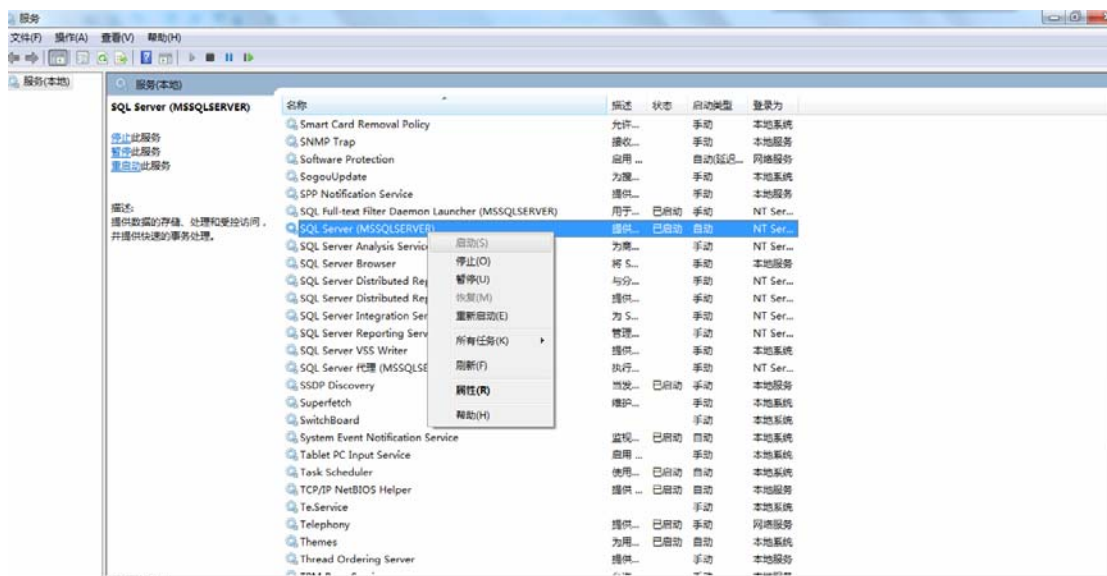 服务
文件(F) 操作(A) 查看(V) 帮助(H)
服务(本地)
服务(本地)
SQL Server (MSSQLSERVER)
停止此服务
暂停此服务
重启动此服务
描述:
提供数据的存储、处理和受控访问,
并提供快速的事务处理。
名称 描述 状态 启动类型 登录为
Smart Card Removal Policy 允许... 手动 本地系统
SNMP Trap 接收... 手动 本地服务
Software Protection 启用 ... 自动(延迟... 网络服务
SogouUpdate 为搜... 手动 本地系统
SPP Notification Service 提供... 手动 本地服务
SQL Full-text Filter Daemon Launcher (MSSQLSERVER) 用于... 已启动 手动 NT Ser...
SQL Server (MSSQLSERVER) 提供... 已启动 自动 NT Ser...
SQL Server Analysis Servic 为商... 手动 NT Ser...
SQL Server Browser 将 S... 手动 本地服务
SQL Server Distributed Rep 与分... 手动 NT Ser...
SQL Server Distributed Rep 提供... 手动 NT Ser...
SQL Server Integration Ser 为 S... 手动 NT Ser...
SQL Server Reporting Serv 管理... 手动 NT Ser...
SQL Server VSS Writer 提供... 手动 本地系统
SQL Server 代理 (MSSQLSE 执行... 手动 NT Ser...
SSDP Discovery 当发... 已启动 手动 本地服务
Superfetch 维护... 手动 本地系统
SwitchBoard 手动 本地系统
System Event Notification Service 监视... 已启动 自动 本地系统
Tablet PC Input Service 启用 ... 手动 本地系统
Task Scheduler 使用... 已启动 自动 本地系统
TCP/IP NetBIOS Helper 提供 ... 已启动 自动 本地服务
Te.Service 手动 本地系统
Telephony 提供... 已启动 手动 网络服务
Themes 为用... 已启动 自动 本地系统
Thread Ordering Server 提供... 手动 本地服务
启动(S)
停止(O)
暂停(U)
恢复(M)
重新启动(E)
所有任务(K)
刷新(F)
属性(R)
帮助(H)